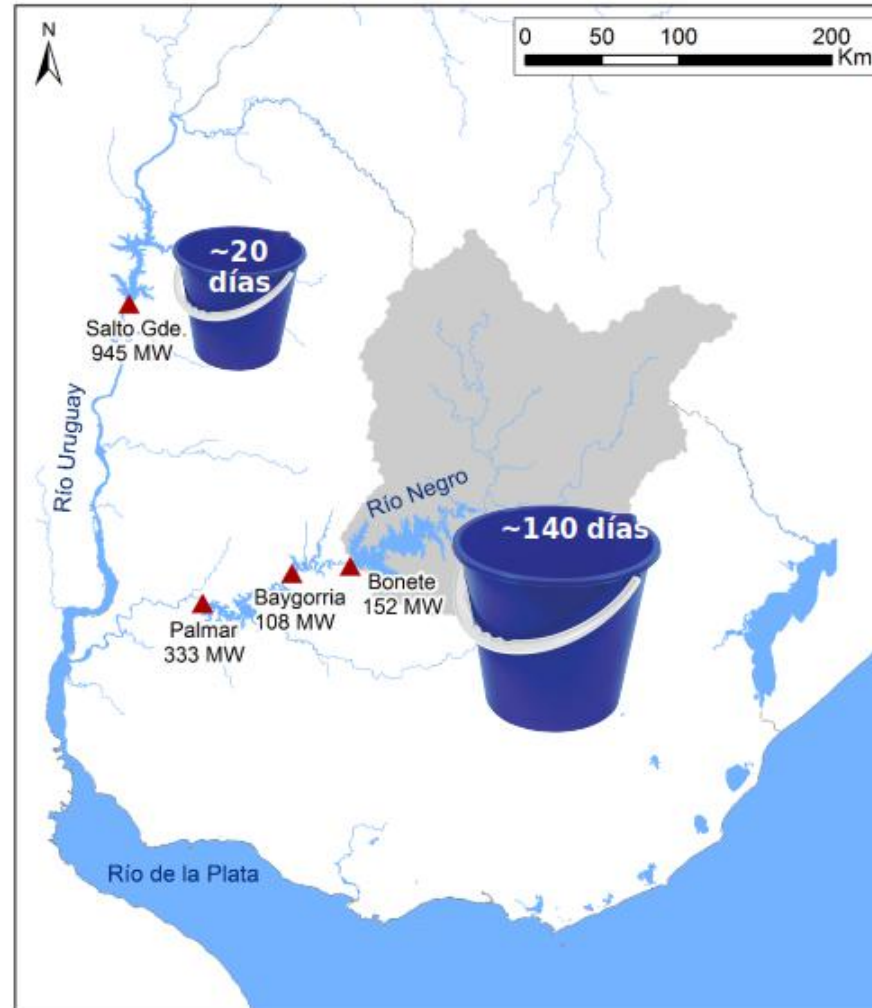 N
0 50 100 200
Km
~20
días
Salto Gde.
945 MW
Río Uruguay
Río Negro
~140 días
Bonete
152 MW
Baygorria
108 MW
Palmar
333 MW
Río de la Plata